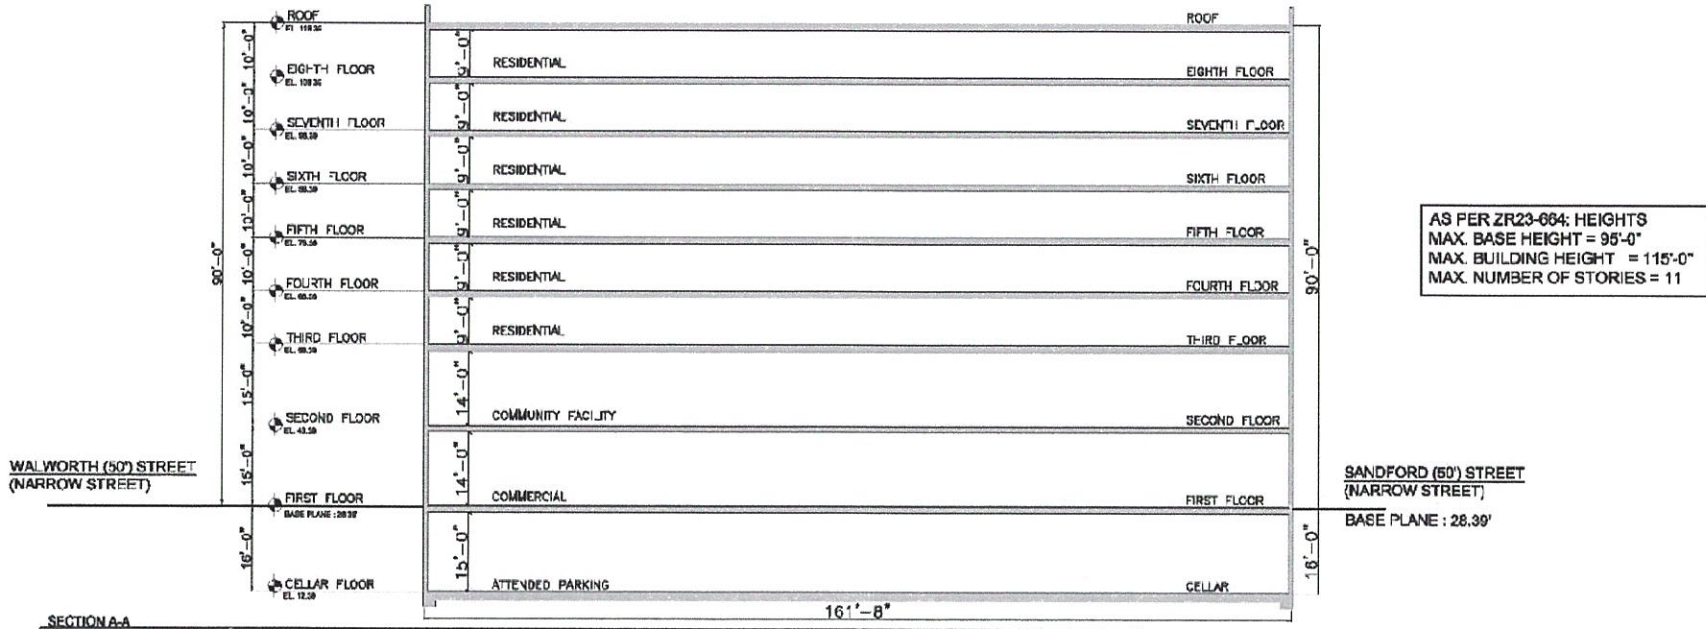 ROOF
EIGHTH FLOOR
SEVENTH FLOOR
SIXTH FLOOR
FIFTH FLOOR
FOURTH FLOOR
THIRD FLOOR
SECOND FLOOR
FIRST FLOOR
BASE PLANE : 28.39'
CELLAR FLOOR
10'-0"
10'-0"
10'-0"
10'-0"
10'-0"
10'-0"
15'-0"
15'-0"
16'-0"
90'-0"
WALWORTH (50') STREET
(NARROW STREET)
9'-0"
RESIDENTIAL
9'-0"
RESIDENTIAL
9'-0"
RESIDENTIAL
9'-0"
RESIDENTIAL
9'-0"
RESIDENTIAL
9'-0"
RESIDENTIAL
14'-0"
COMMUNITY FACILITY
14'-0"
COMMERCIAL
15'-0"
ATTENDED PARKING
161'-8"
ROOF
EIGHTH FLOOR
SEVENTH FLOOR
SIXTH FLOOR
FIFTH FLOOR
FOURTH FLOOR
THIRD FLOOR
SECOND FLOOR
FIRST FLOOR
CELLAR
90'-0"
16'-0"
AS PER ZR23-664: HEIGHTS
MAX. BASE HEIGHT = 95'-0"
MAX. BUILDING HEIGHT = 115'-0"
MAX. NUMBER OF STORIES = 11
SANDFORD (50') STREET
(NARROW STREET)
BASE PLANE : 28.39'
SECTION A-A